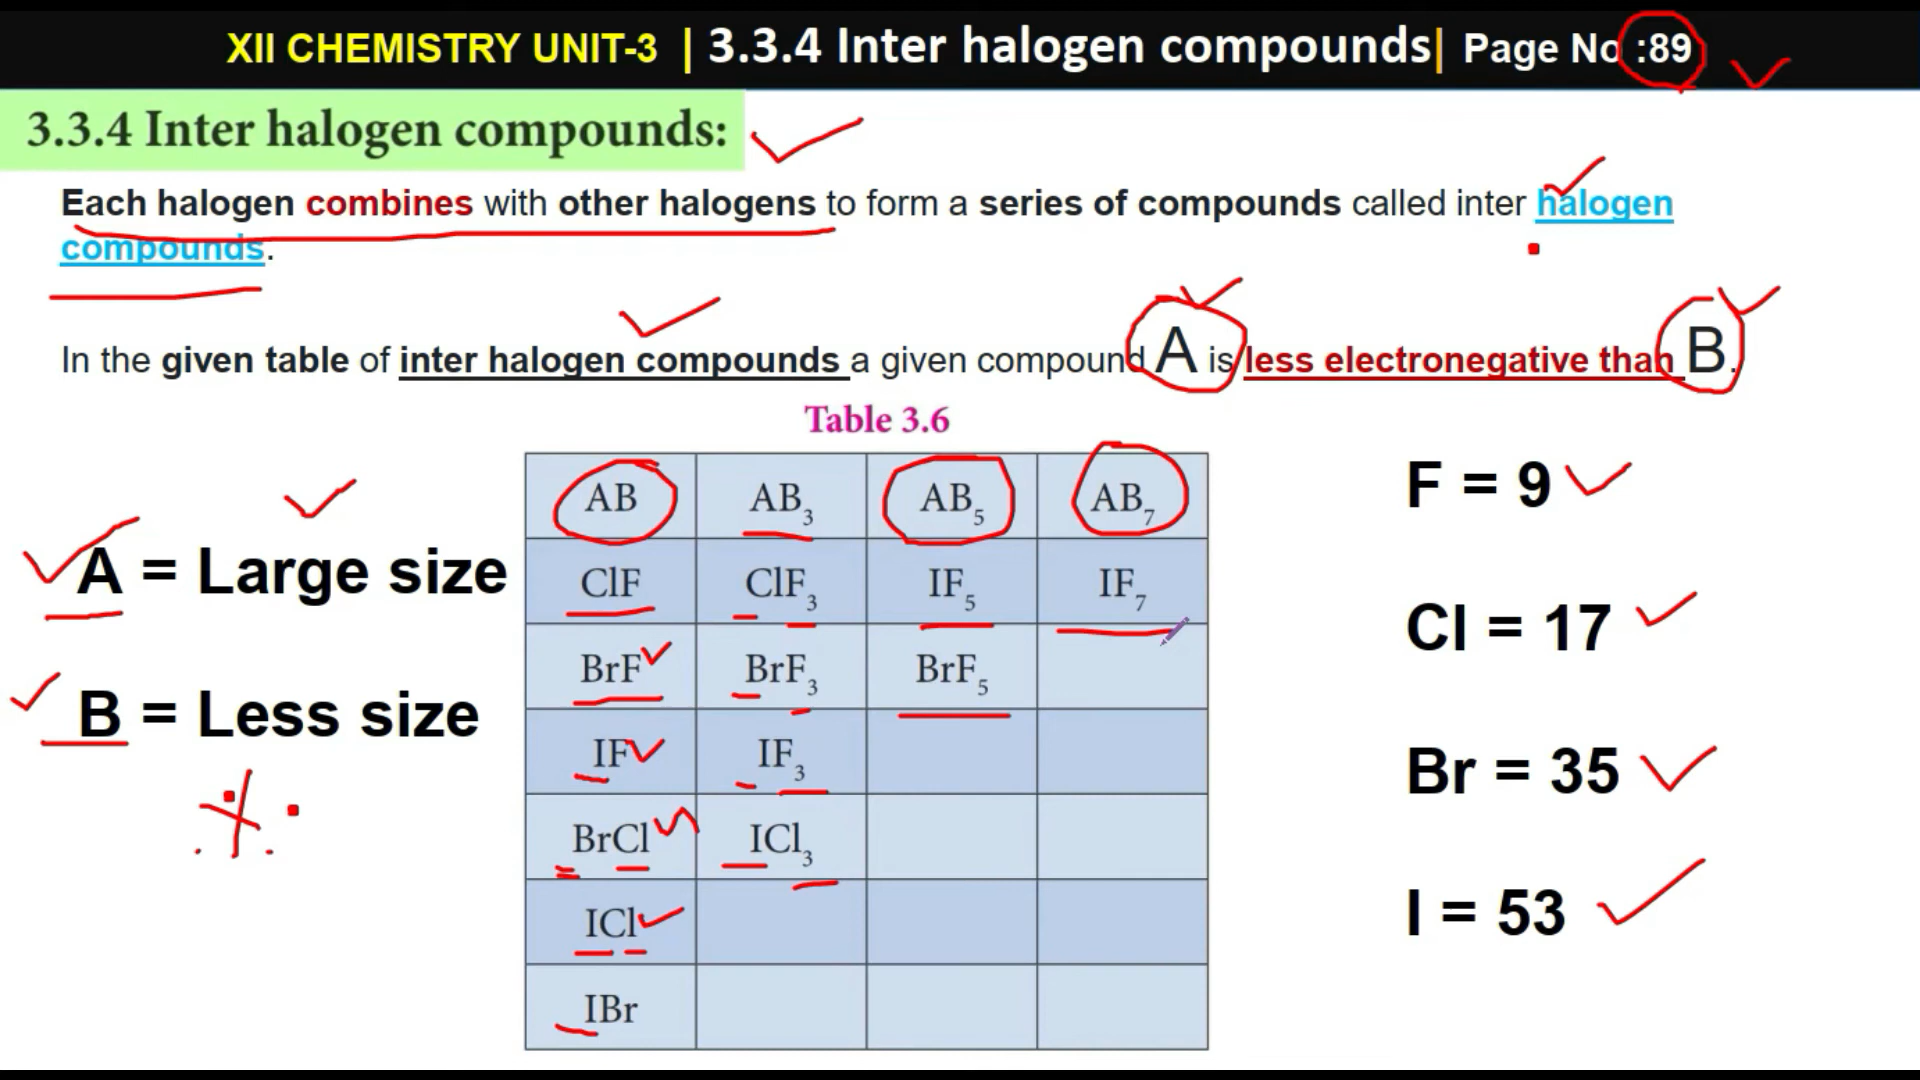 XII CHEMISTRY UNIT-3 | 3.3.4 Inter halogen compounds| Page No :89
3.3.4 Inter halogen compounds:
Each halogen combines with other halogens to form a series of compounds called inter halogen
compounds.
In the given table of inter halogen compounds a given compound A is less electronegative than B.
Table 3.6
AB AB₃ AB₅ AB₇
ClF ClF₃ IF₅ IF₇
BrF BrF₃ BrF₅
IF IF₃
BrCl ICl₃
ICl
IBr
A = Large size
B = Less size
F = 9
Cl = 17
Br = 35
I = 53